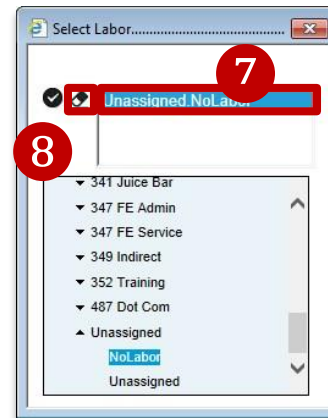 Select Labor......................................
7
Unassigned.NoLabor
8
341 Juice Bar
347 FE Admin
347 FE Service
349 Indirect
352 Training
487 Dot Com
Unassigned
NoLabor
Unassigned